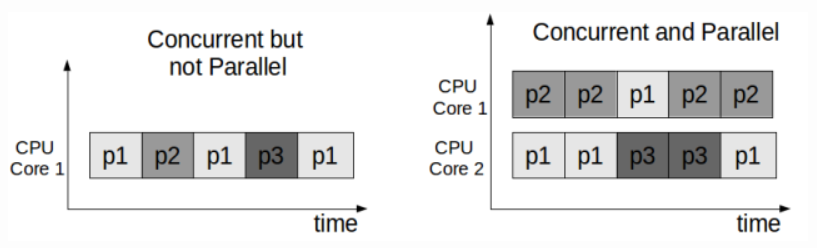 Concurrent but
not Parallel
CPU
Core 1
p1 p2 p1 p3 p1
time
Concurrent and Parallel
CPU
Core 1
p2 p2 p1 p2 p2
CPU
Core 2
p1 p1 p3 p3 p1
time